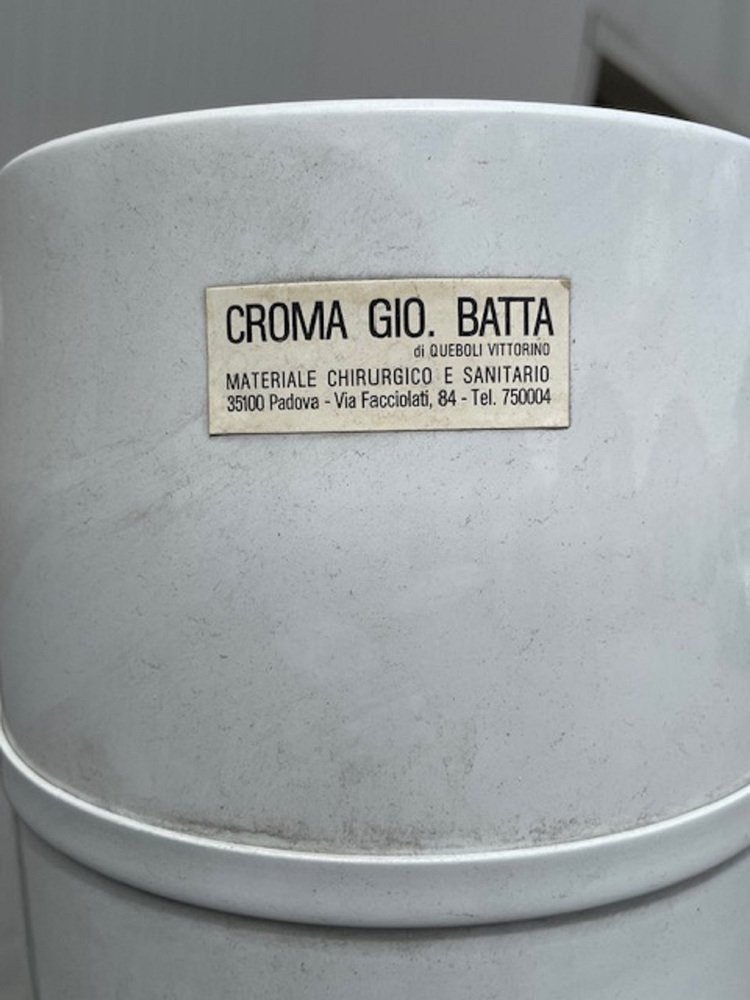 CROMA GIO. BATTA
di QUEBOLI VITTORINO
MATERIALE CHIRURGICO E SANITARIO
35100 Padova - Via Facciolati, 84 - Tel. 750004